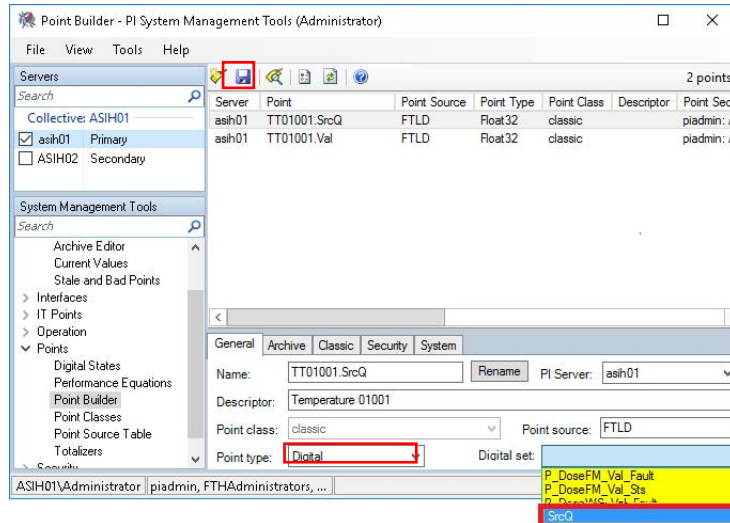 Point Builder - PI System Management Tools (Administrator)
File View Tools Help
Servers
Search
Collective: ASIH01
asih01 Primary
ASIH02 Secondary
2 points
Server Point Point Source Point Type Point Class Descriptor Point Sec
asih01 TT01001.SrcQ FTLD Float32 classic piadmin:
asih01 TT01001.Val FTLD Float32 classic piadmin:
System Management Tools
Search
Archive Editor
Current Values
Stale and Bad Points
Interfaces
IT Points
Operation
Points
Digital States
Performance Equations
Point Builder
Point Classes
Point Source Table
Totalizers
Security
General Archive Classic Security System
Name: TT01001.SrcQ Rename PI Server: asih01
Descriptor: Temperature 01001
Point class: classic Point source: FTLD
Point type: Digital Digital set:
P_DoseFM_Val_Fault
P_DoseFM_Val_Sts
P_DoseWS_Val_Fault
SrcQ
ASIH01\Administrator piadmin, FTHAdministrators, ...